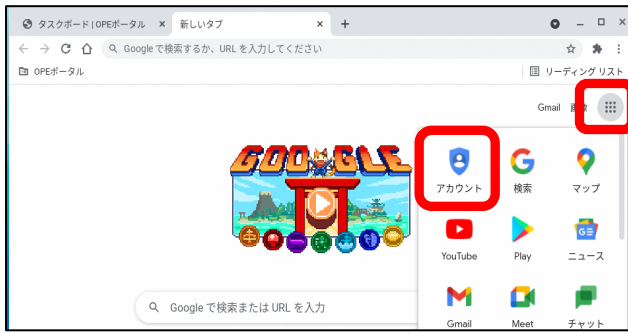 タスクボード | OPEポータル
新しいタブ
Google で検索するか、URL を入力してください
OPEポータル
リーディング リスト
Gmail
GOOGLE
アカウント
検索
マップ
YouTube
Play
ニュース
Google で検索または URL を入力
Gmail
Meet
チャット